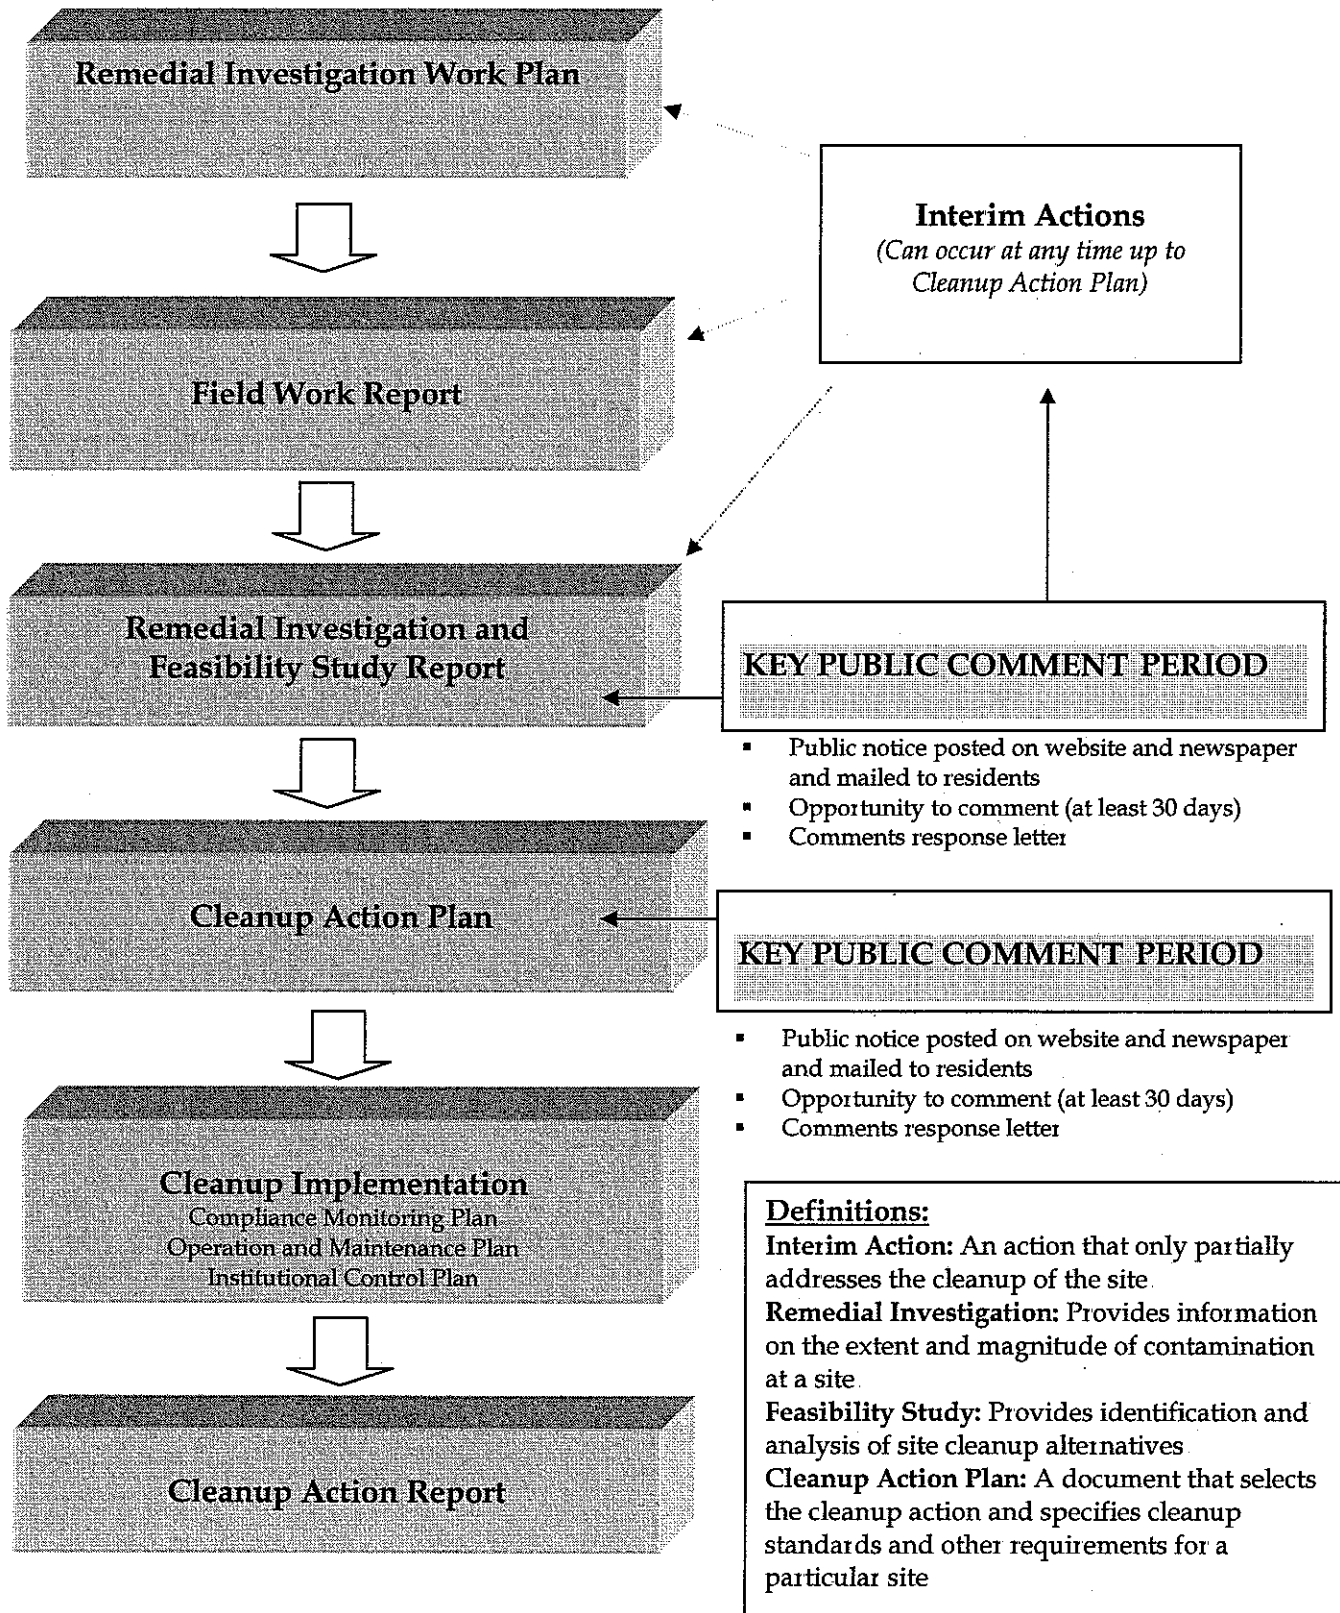 Remedial Investigation Work Plan
Interim Actions
(Can occur at any time up to
Cleanup Action Plan)
Field Work Report
Remedial Investigation and
Feasibility Study Report
KEY PUBLIC COMMENT PERIOD
▪ Public notice posted on website and newspaper
and mailed to residents
▪ Opportunity to comment (at least 30 days)
▪ Comments response letter
Cleanup Action Plan
KEY PUBLIC COMMENT PERIOD
▪ Public notice posted on website and newspaper
and mailed to residents
▪ Opportunity to comment (at least 30 days)
▪ Comments response letter
Cleanup Implementation
Compliance Monitoring Plan
Operation and Maintenance Plan
Institutional Control Plan
Cleanup Action Report
Definitions:
Interim Action: An action that only partially
addresses the cleanup of the site
Remedial Investigation: Provides information
on the extent and magnitude of contamination
at a site
Feasibility Study: Provides identification and
analysis of site cleanup alternatives
Cleanup Action Plan: A document that selects
the cleanup action and specifies cleanup
standards and other requirements for a
particular site